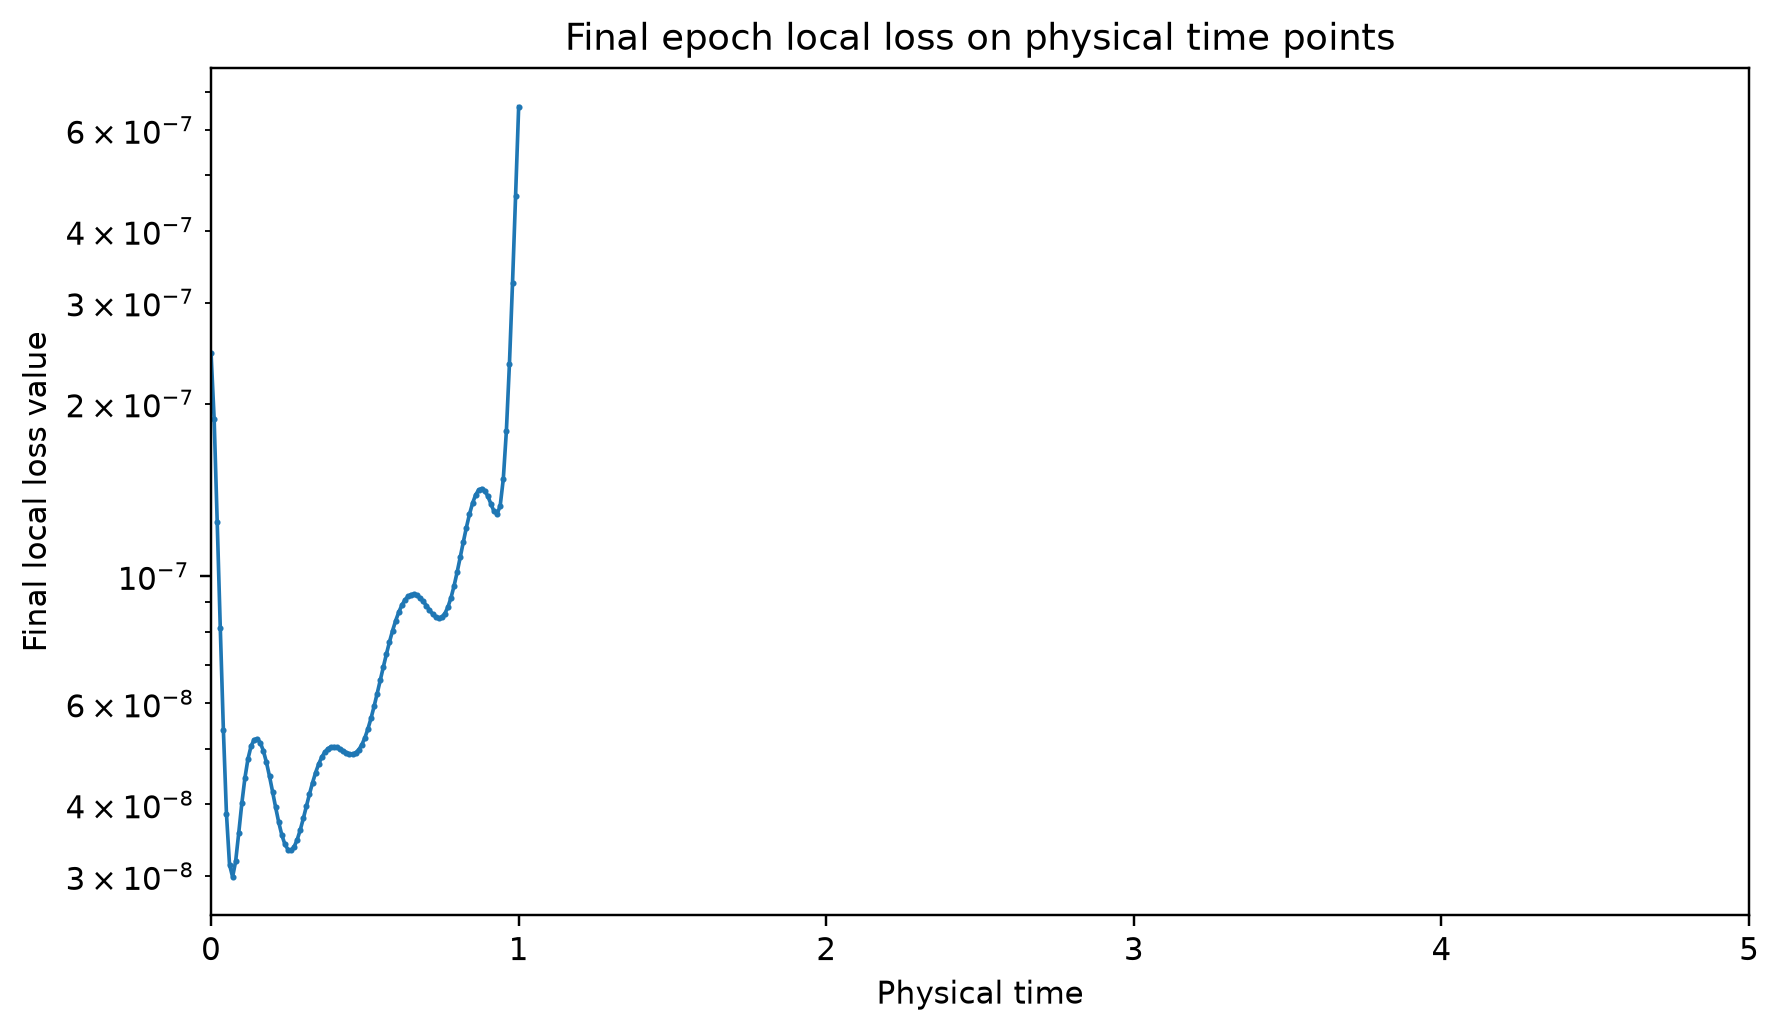 Final epoch local loss on physical time points
Final local loss value
6 × 10⁻⁷
4 × 10⁻⁷
3 × 10⁻⁷
2 × 10⁻⁷
10⁻⁷
6 × 10⁻⁸
4 × 10⁻⁸
3 × 10⁻⁸
0 1 2 3 4 5
Physical time